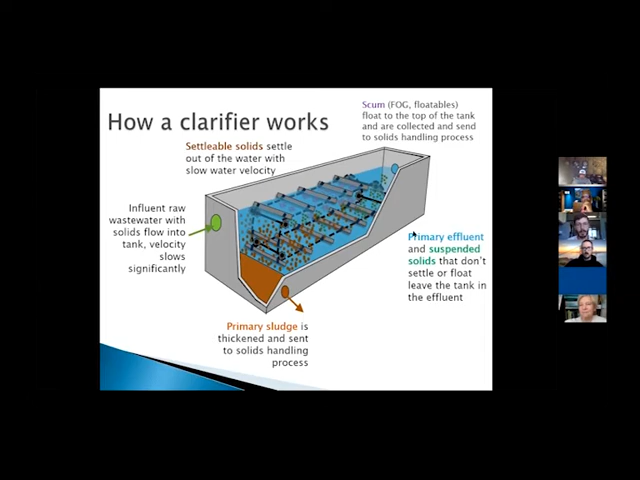 How a clarifier works
Scum (FOG, floatables)
float to the top of the tank
and are collected and send
to solids handling process
Settleable solids settle
out of the water with
slow water velocity
Influent raw
wastewater with
solids flow into
tank, velocity
slows
significantly
Primary effluent
and suspended
solids that don't
settle or float
leave the tank in
the effluent
Primary sludge is
thickened and sent
to solids handling
process